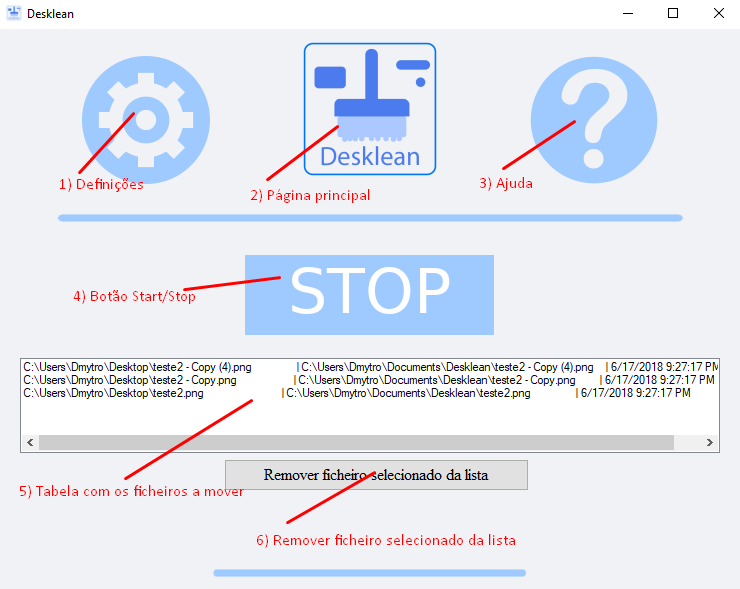 Desklean
Desklean
1) Definições
2) Página principal
3) Ajuda
STOP
4) Botão Start/Stop
C:\Users\Dmytro\Desktop\teste2 - Copy (4).png | C:\Users\Dmytro\Documents\Desklean\teste2 - Copy (4).png | 6/17/2018 9:27:17 PM
C:\Users\Dmytro\Desktop\teste2 - Copy.png | C:\Users\Dmytro\Documents\Desklean\teste2 - Copy.png | 6/17/2018 9:27:17 PM
C:\Users\Dmytro\Desktop\teste2.png | C:\Users\Dmytro\Documents\Desklean\teste2.png | 6/17/2018 9:27:17 PM
Remover ficheiro selecionado da lista
5) Tabela com os ficheiros a mover
6) Remover ficheiro selecionado da lista